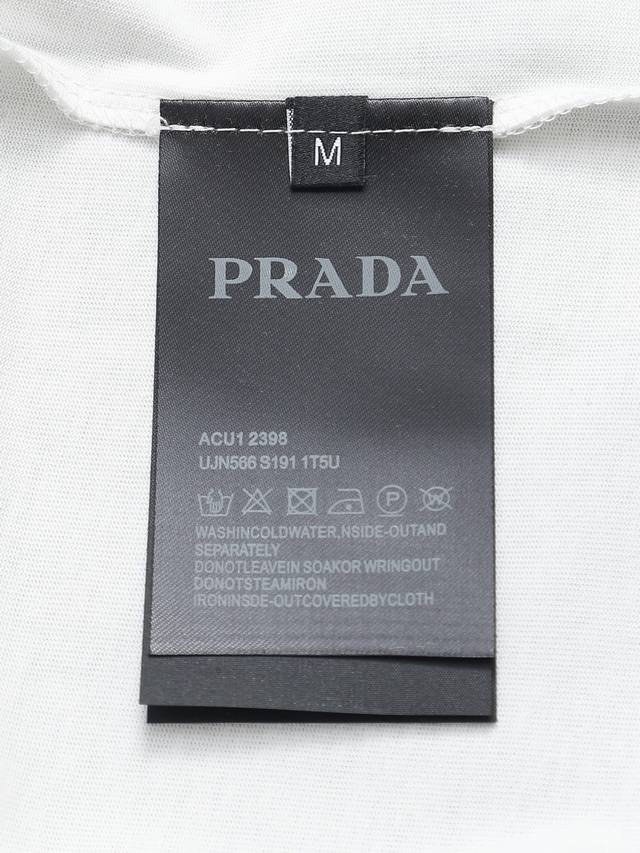 M
PRADA
ACU1 2398
UJN566 S191 1T5U
P
WASHINCOLDWATER,NSIDE-OUTAND
SEPARATELY
DONOTLEAVEIN SOAKOR WRINGOUT
DONOTSTEAMIRON
IRONINSDE-OUTCOVEREDBYCLOTH